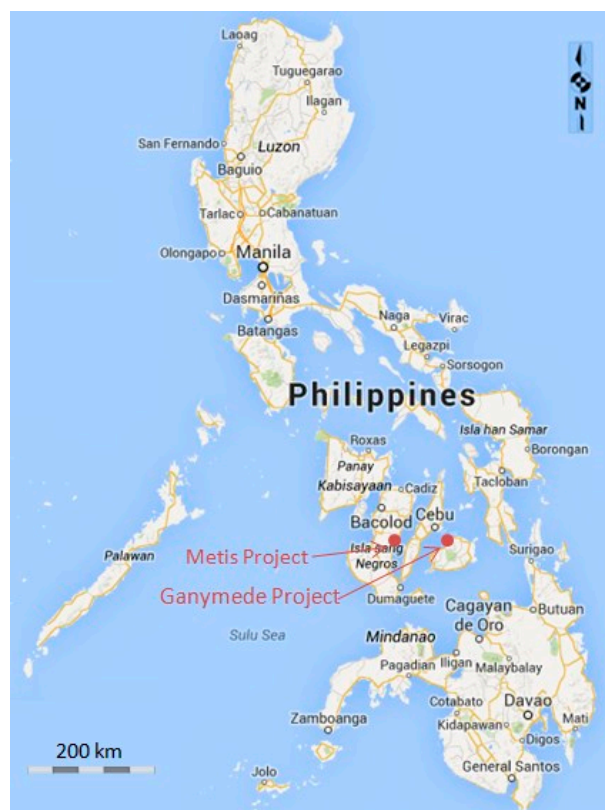 Laoag
Tuguegarao
Ilagan
N
San Fernando
Luzon
Baguio
Tarlac
Cabanatuan
Olongapo
Manila
Dasmariñas
Batangas
Naga
Virac
Legazpi
Sorsogon
Philippines
Isla han Samar
Roxas
Borongan
Panay
Tacloban
Kabisayaan
Cadiz
Bacolod
Cebu
Isla sang
Negros
Palawan
Metis Project
Surigao
Ganymede Project
Dumaguete
Cagayan
de Oro
Butuan
Sulu Sea
Mindanao
Pagadian
Iligan
Malaybalay
Cotabato
Davao
Zamboanga
Kidapawan
Mati
Digos
200 km
Jolo
General Santos